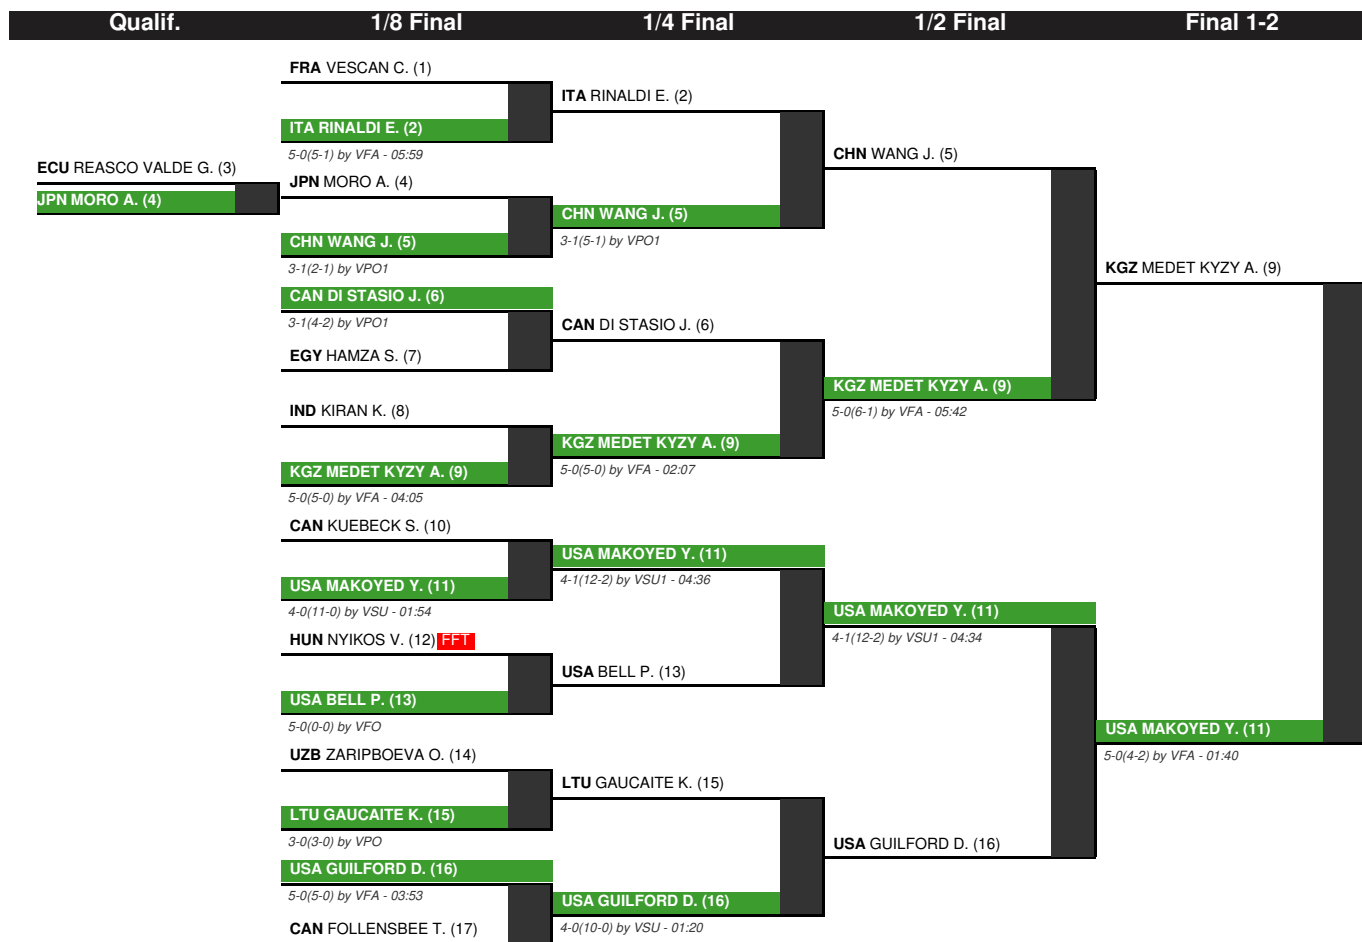 Qualif. 1/8 Final 1/4 Final 1/2 Final Final 1-2
FRA VESCAN C. (1)
ITA RINALDI E. (2)
ITA RINALDI E. (2)
5-0(5-1) by VFA - 05:59
CHN WANG J. (5)
ECU REASCO VALDE G. (3)
JPN MORO A. (4)
JPN MORO A. (4)
CHN WANG J. (5)
CHN WANG J. (5)
3-1(5-1) by VPO1
3-1(2-1) by VPO1
KGZ MEDET KYZY A. (9)
CAN DI STASIO J. (6)
3-1(4-2) by VPO1
CAN DI STASIO J. (6)
EGY HAMZA S. (7)
KGZ MEDET KYZY A. (9)
5-0(6-1) by VFA - 05:42
IND KIRAN K. (8)
KGZ MEDET KYZY A. (9)
KGZ MEDET KYZY A. (9)
5-0(5-0) by VFA - 02:07
5-0(5-0) by VFA - 04:05
CAN KUEBECK S. (10)
USA MAKOYED Y. (11)
4-1(12-2) by VSU1 - 04:36
USA MAKOYED Y. (11)
4-0(11-0) by VSU - 01:54
USA MAKOYED Y. (11)
4-1(12-2) by VSU1 - 04:34
HUN NYIKOS V. (12) FFT
USA BELL P. (13)
USA BELL P. (13)
5-0(0-0) by VFO
USA MAKOYED Y. (11)
5-0(4-2) by VFA - 01:40
UZB ZARIPBOEVA O. (14)
LTU GAUCAITE K. (15)
LTU GAUCAITE K. (15)
3-0(3-0) by VPO
USA GUILFORD D. (16)
USA GUILFORD D. (16)
5-0(5-0) by VFA - 03:53
USA GUILFORD D. (16)
4-0(10-0) by VSU - 01:20
CAN FOLLENSBEE T. (17)